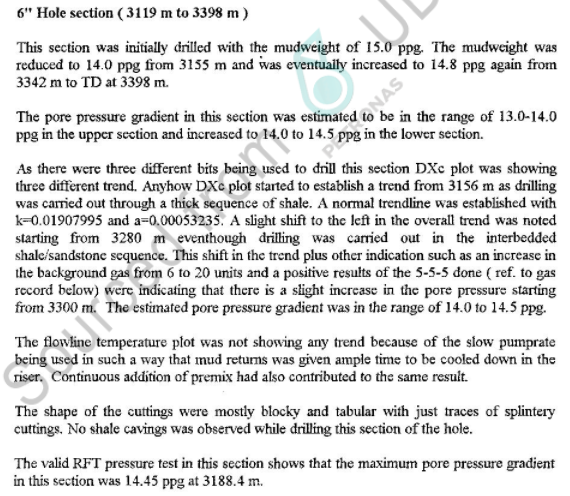 6" Hole section ( 3119 m to 3398 m )
This section was initially drilled with the mudweight of 15.0 ppg. The mudweight was
reduced to 14.0 ppg from 3155 m and was eventually increased to 14.8 ppg again from
3342 m to TD at 3398 m.
The pore pressure gradient in this section was estimated to be in the range of 13.0-14.0
ppg in the upper section and increased to 14.0 to 14.5 ppg in the lower section.
As there were three different bits being used to drill this section DXc plot was showing
three different trend. Anyhow DXc plot started to establish a trend from 3156 m as drilling
was carried out through a thick sequence of shale. A normal trendline was established with
k=0.01907995 and a=0.00053235. A slight shift to the left in the overall trend was noted
starting from 3280 m eventhough drilling was carried out in the interbedded
shale/sandstone sequence. This shift in the trend plus other indication such as an increase in
the background gas from 6 to 20 units and a positive results of the 5-5-5 done ( ref. to gas
record below) were indicating that there is a slight increase in the pore pressure starting
from 3300 m. The estimated pore pressure gradient was in the range of 14.0 to 14.5 ppg.
The flowline temperature plot was not showing any trend because of the slow pumprate
being used in such a way that mud returns was given ample time to be cooled down in the
riser. Continuous addition of premix had also contributed to the same result.
The shape of the cuttings were mostly blocky and tabular with just traces of splintery
cuttings. No shale cavings was observed while drilling this section of the hole.
The valid RFT pressure test in this section shows that the maximum pore pressure gradient
in this section was 14.45 ppg at 3188.4 m.
Sourced from
PETRONAS